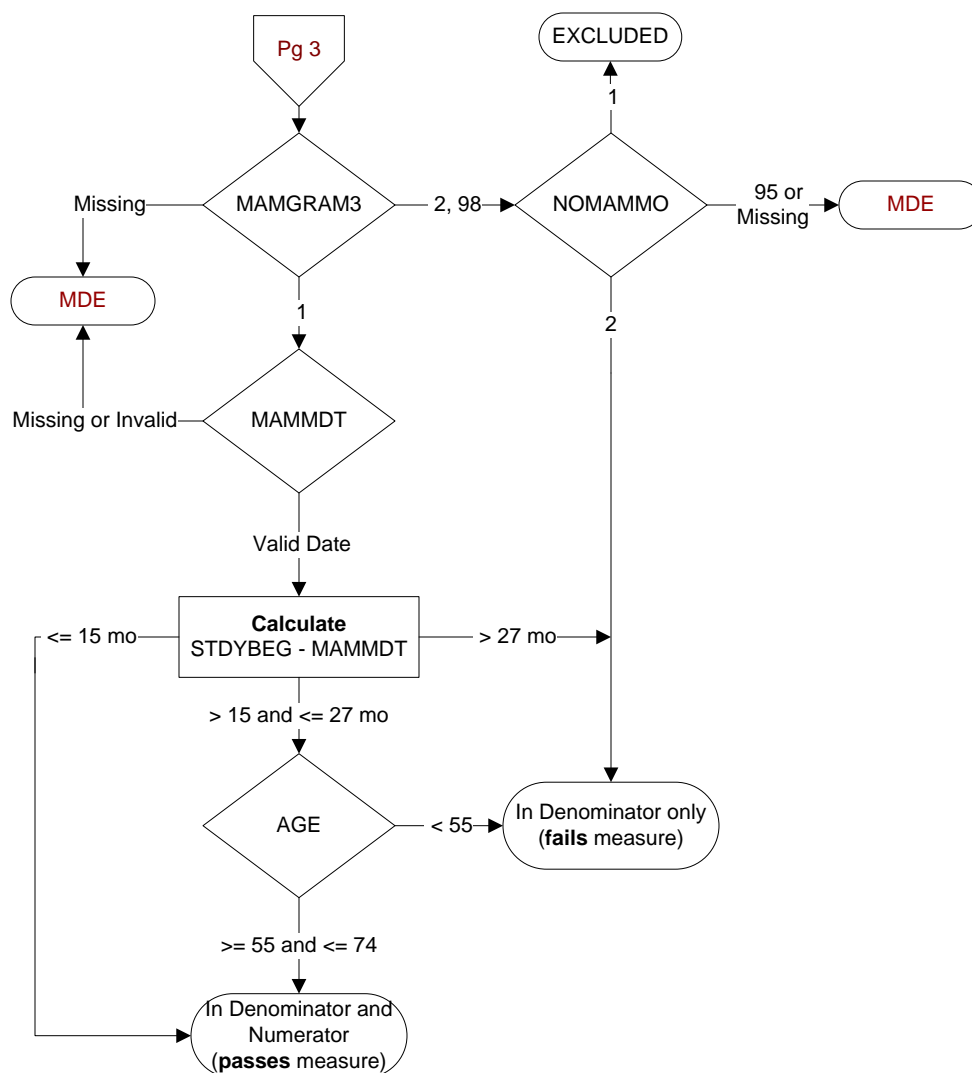 Pg 3
EXCLUDED
1
MAMGRAM3
Missing
2, 98
NOMAMMO
95 or
Missing
MDE
MDE
1
2
MAMMDT
Missing or Invalid
Valid Date
Calculate
STDYBEG - MAMMDT
<= 15 mo
> 27 mo
> 15 and <= 27 mo
AGE
< 55
In Denominator only
(fails measure)
>= 55 and <= 74
In Denominator and
Numerator
(passes measure)